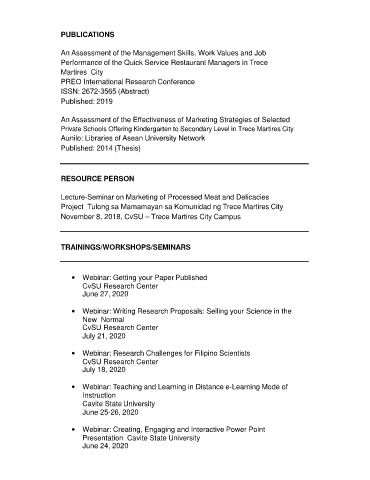 PUBLICATIONS
An Assessment of the Management Skills, Work Values and Job
Performance of the Quick Service Restaurant Managers in Trece
Martires City
PREO International Research Conference
ISSN: 2672-3565 (Abstract)
Published: 2019
An Assessment of the Effectiveness of Marketing Strategies of Selected
Private Schools Offering Kindergarten to Secondary Level in Trece Martires City
Aunilo: Libraries of Asean University Network
Published: 2014 (Thesis)
RESOURCE PERSON
Lecture-Seminar on Marketing of Processed Meat and Delicacies
Project Tulong sa Mamamayan sa Komunidad ng Trece Martires City
November 8, 2018, CvSU – Trece Martires City Campus
TRAININGS/WORKSHOPS/SEMINARS
• Webinar: Getting your Paper Published
CvSU Research Center
June 27, 2020
• Webinar: Writing Research Proposals: Selling your Science in the
New Normal
CvSU Research Center
July 21, 2020
• Webinar: Research Challenges for Filipino Scientists
CvSU Research Center
July 18, 2020
• Webinar: Teaching and Learning in Distance e-Learning Mode of
Instruction
Cavite State University
June 25-26, 2020
• Webinar: Creating, Engaging and Interactive Power Point
Presentation Cavite State University
June 24, 2020